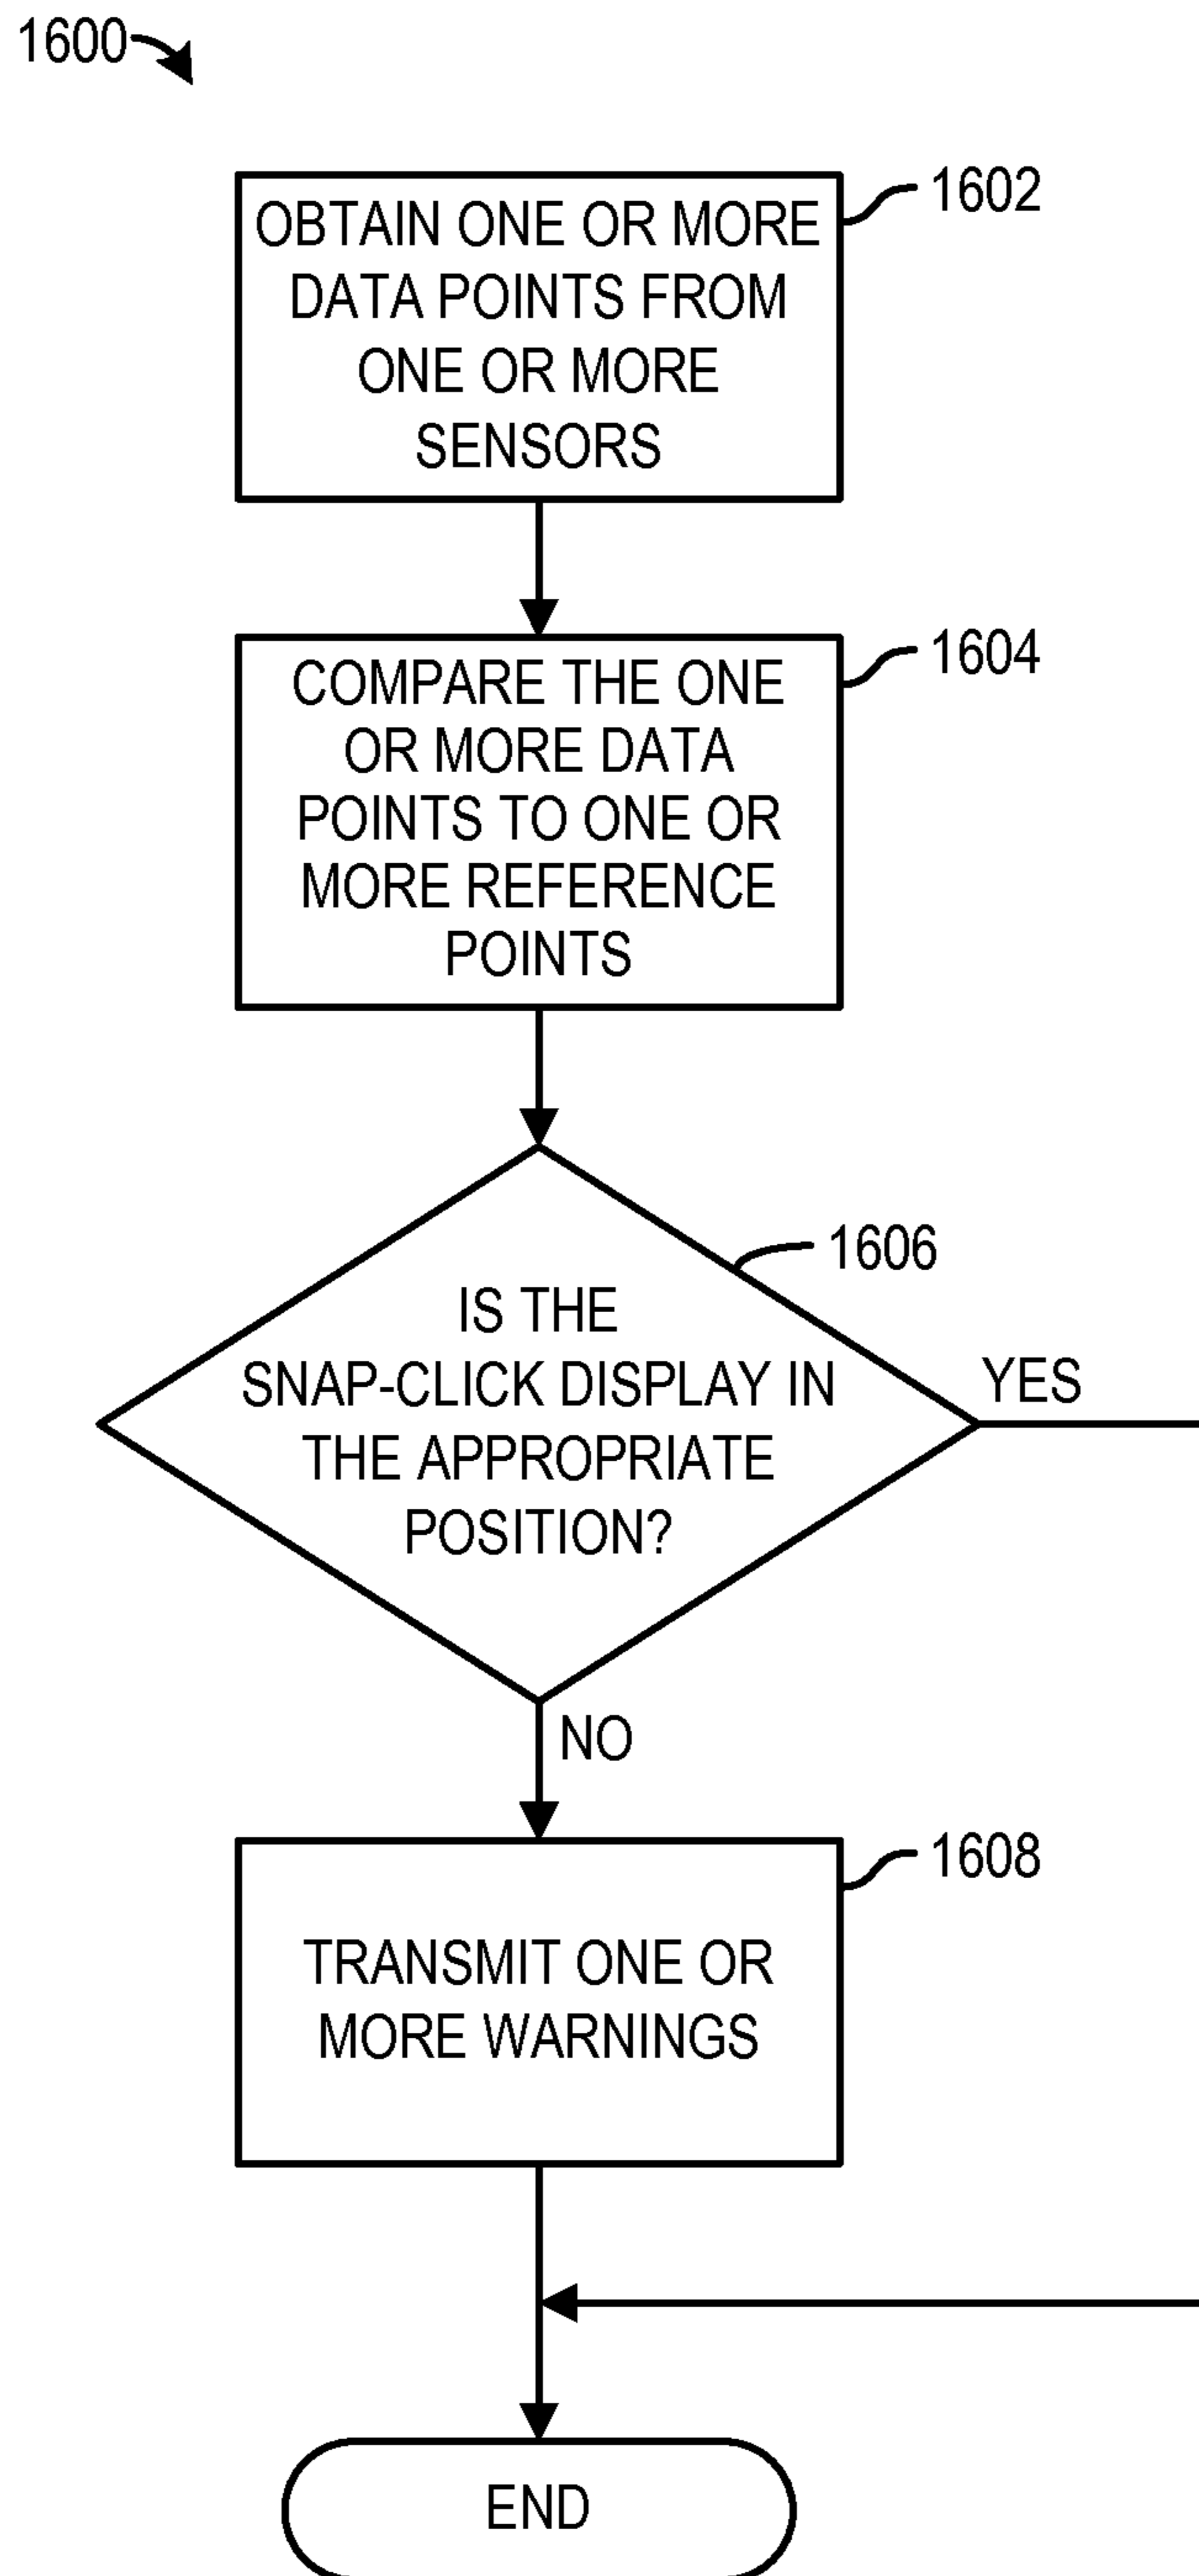 1600
OBTAIN ONE OR MORE
DATA POINTS FROM
ONE OR MORE
SENSORS
1602
COMPARE THE ONE
OR MORE DATA
POINTS TO ONE OR
MORE REFERENCE
POINTS
1604
IS THE
SNAP-CLICK DISPLAY IN
THE APPROPRIATE
POSITION?
1606
YES
NO
TRANSMIT ONE OR
MORE WARNINGS
1608
END